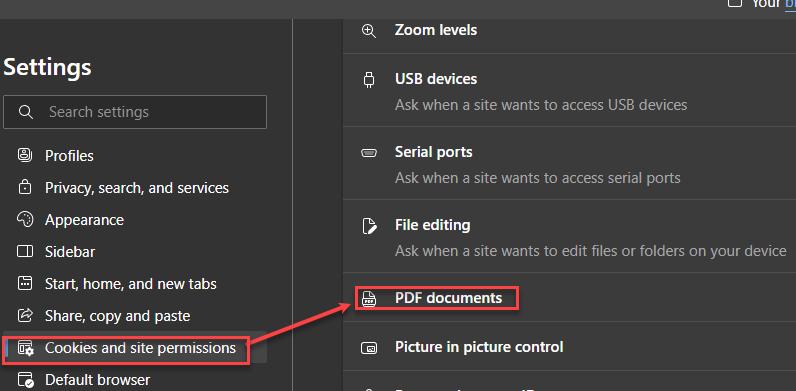 Your b
Settings
Search settings
Profiles
Privacy, search, and services
Appearance
Sidebar
Start, home, and new tabs
Share, copy and paste
Cookies and site permissions
Default browser
Zoom levels
USB devices
Ask when a site wants to access USB devices
Serial ports
Ask when a site wants to access serial ports
File editing
Ask when a site wants to edit files or folders on your device
PDF documents
Picture in picture control